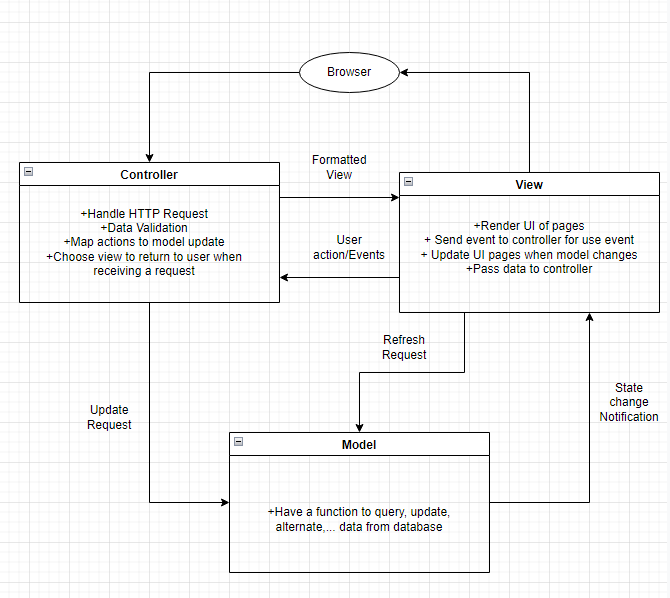 Browser
Controller
+Handle HTTP Request
+Data Validation
+Map actions to model update
+Choose view to return to user when
receiving a request
Formatted
View
User
action/Events
View
+Render UI of pages
+ Send event to controller for use event
+ Update UI pages when model changes
+Pass data to controller
Refresh
Request
State
change
Notification
Update
Request
Model
+Have a function to query, update,
alternate,... data from database